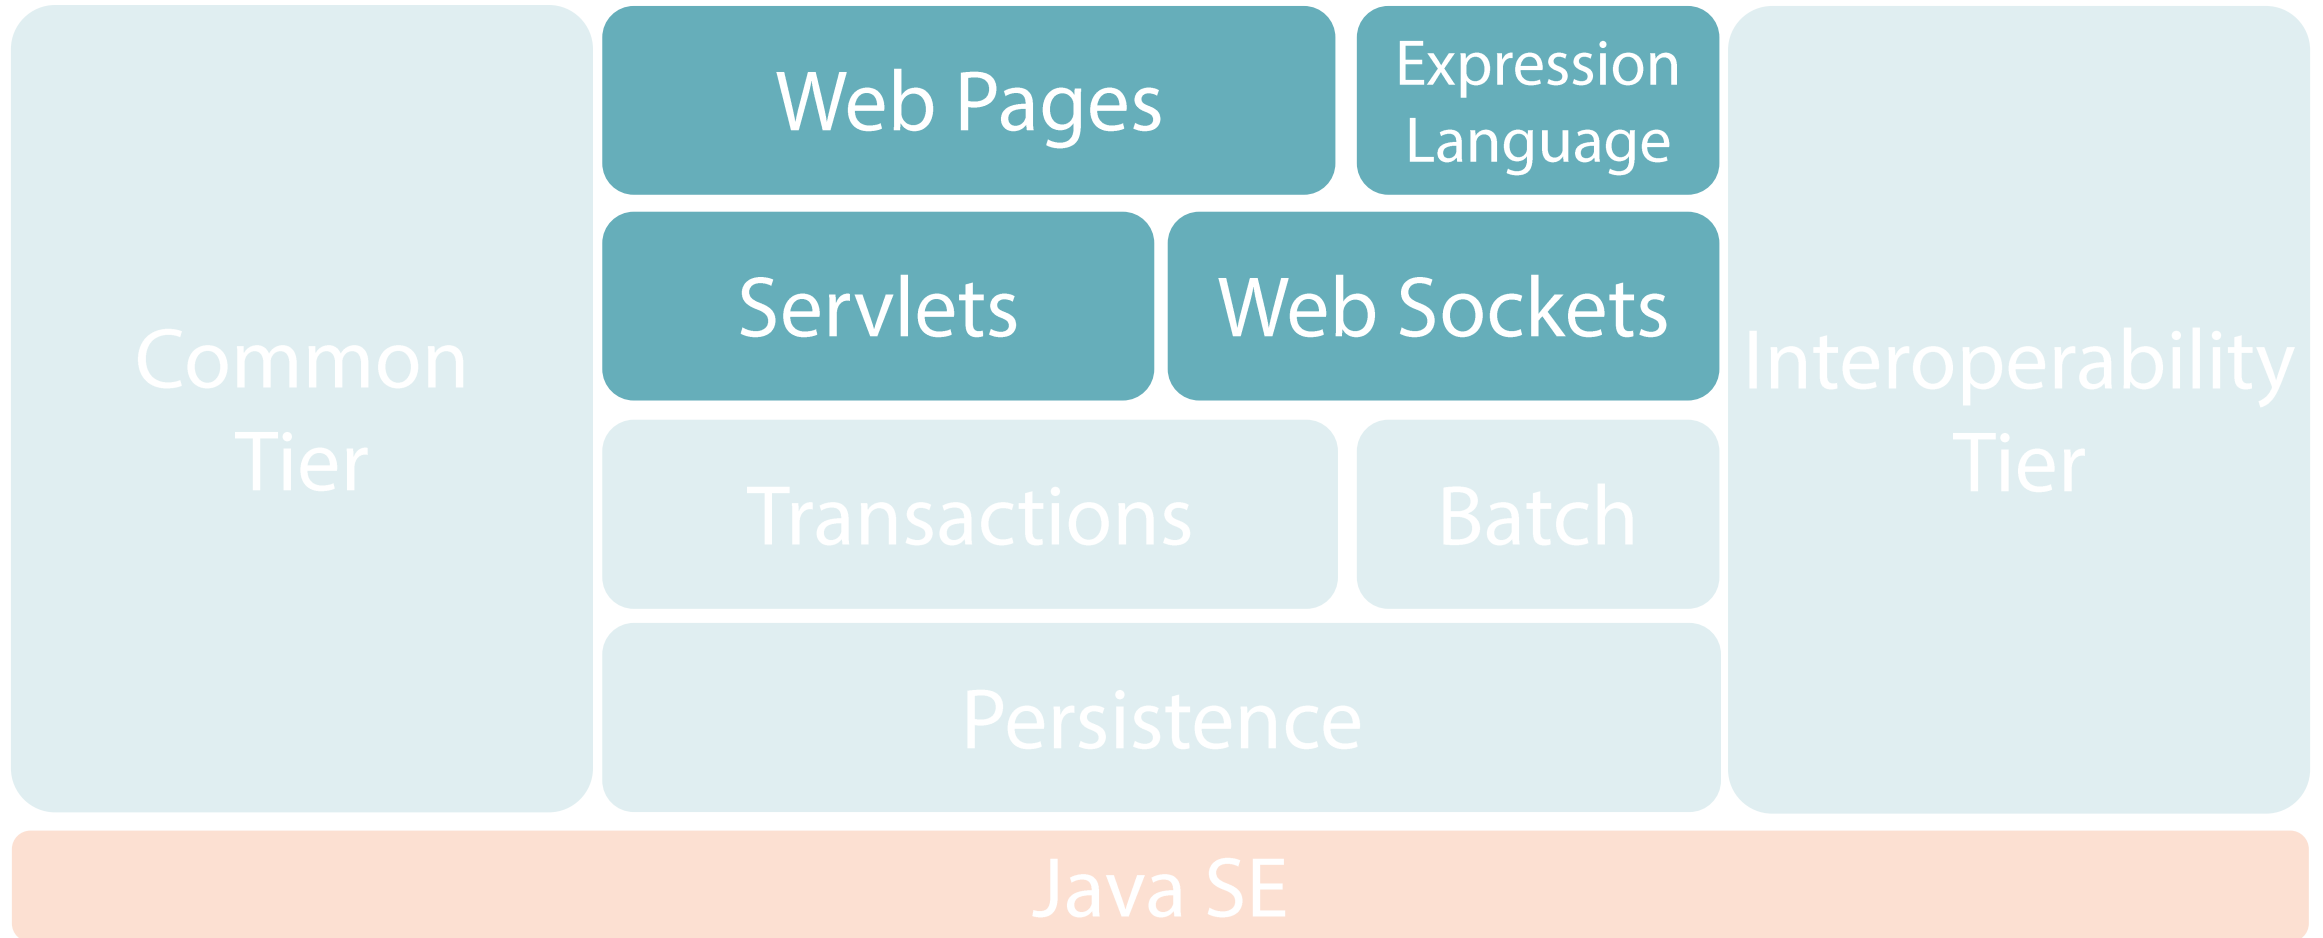 Web Pages
Expression
Language
Servlets
Web Sockets
Common
Tier
Interoperability
Tier
Transactions
Batch
Persistence
Java SE